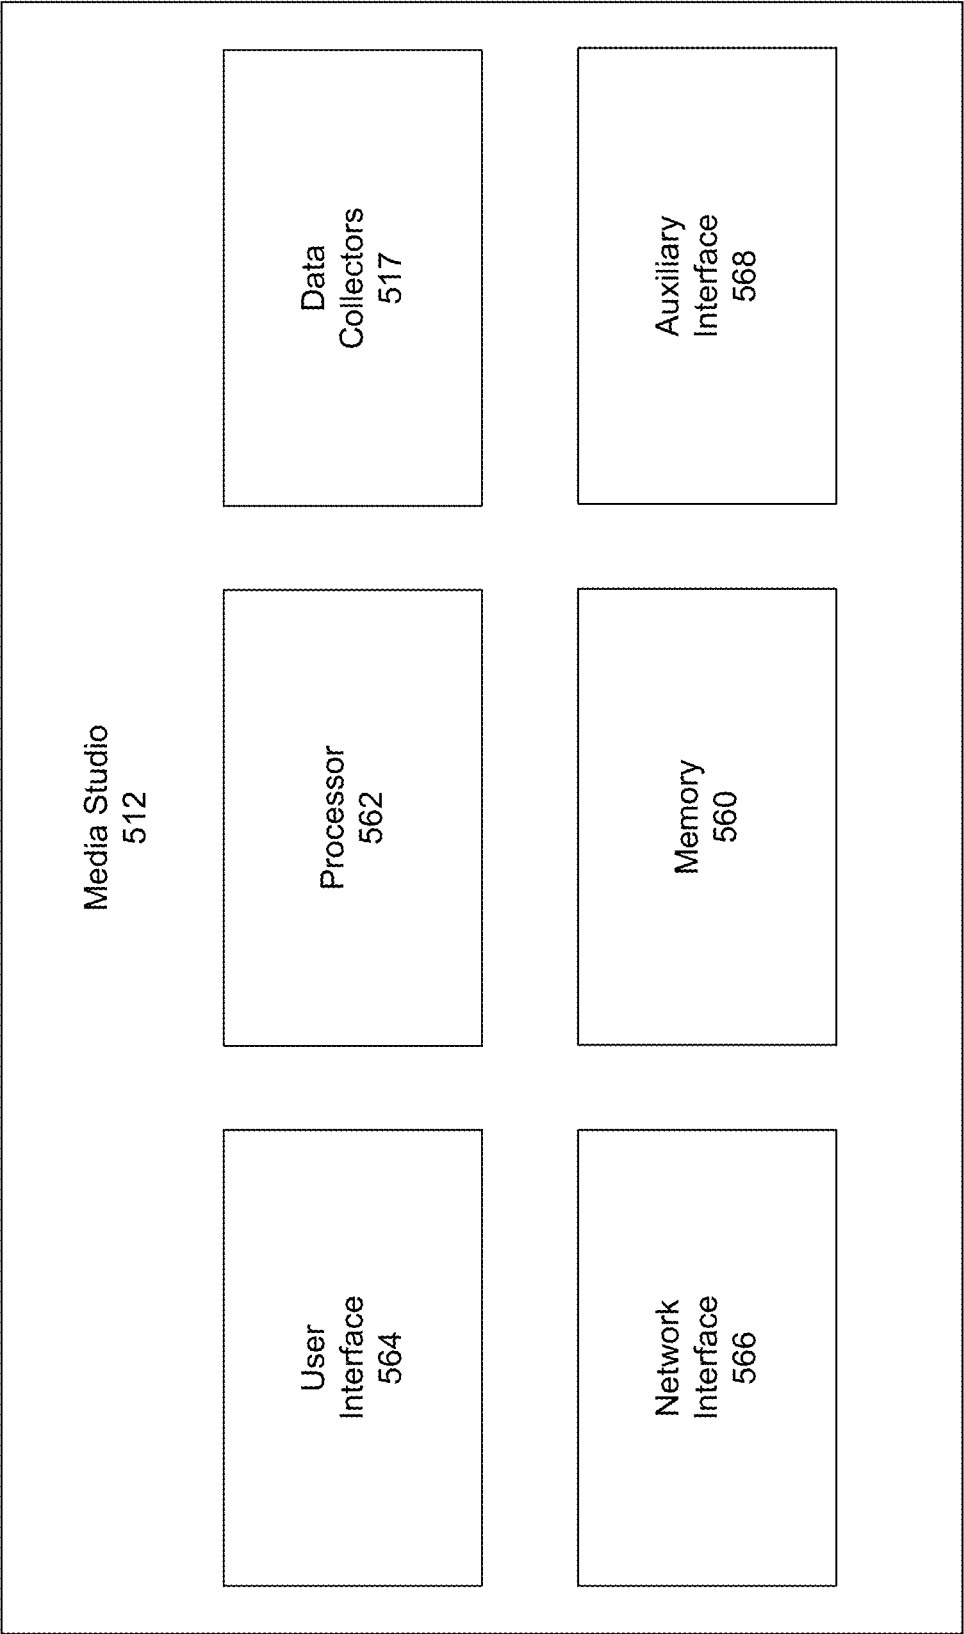 Media Studio
512
User
Interface
564
Processor
562
Data
Collectors
517
Network
Interface
566
Memory
560
Auxiliary
Interface
568